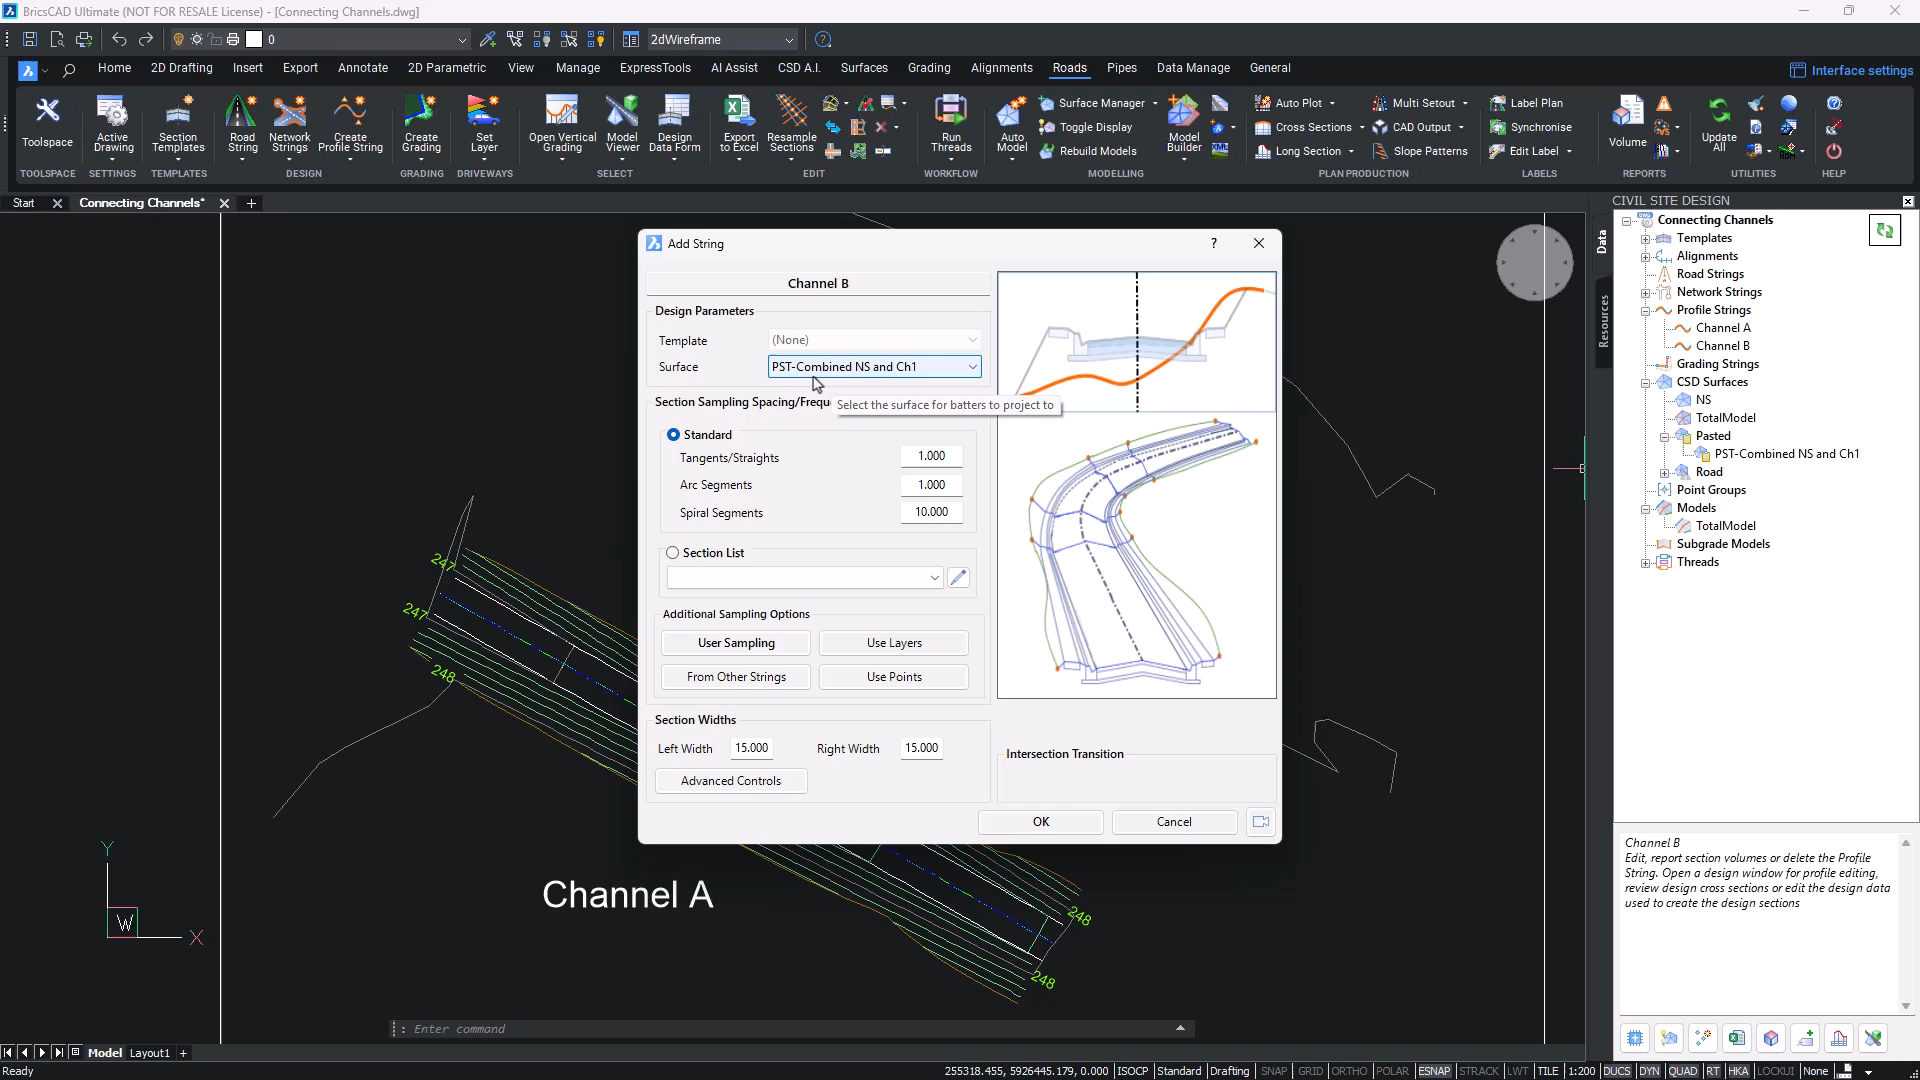 BricsCAD Ultimate (NOT FOR RESALE License) - [Connecting Channels.dwg]
0
2dWireframe
Home 2D Drafting Insert Export Annotate 2D Parametric View Manage ExpressTools AI Assist CSD A.I. Surfaces Grading Alignments Roads Pipes Data Manage General Interface settings
Toolspace
Active Drawing
Section Templates
Road String
Network Strings
Create Profile String
Create Grading
Set Layer
Open Vertical Grading
Model Viewer
Design Data Form
Export to Excel
Resample Sections
Run Threads
Auto Model
Surface Manager
Toggle Display
Rebuild Models
Model Builder
XML
Auto Plot
Cross Sections
Long Section
Multi Setout
CAD Output
Slope Patterns
Label Plan
Synchronise
Edit Label
Volume
Update All
TOOLSPACE SETTINGS TEMPLATES DESIGN GRADING DRIVEWAYS SELECT EDIT WORKFLOW MODELLING PLAN PRODUCTION LABELS REPORTS UTILITIES HELP
Start
Connecting Channels*
Add String
Channel B
Design Parameters
Template (None)
Surface PST-Combined NS and Ch1
Section Sampling Spacing/Frequ
Select the surface for batters to project to
Standard
Tangents/Straights 1.000
Arc Segments 1.000
Spiral Segments 10.000
Section List
Additional Sampling Options
User Sampling Use Layers
From Other Strings Use Points
Section Widths
Left Width 15.000 Right Width 15.000
Advanced Controls
Intersection Transition
OK Cancel
247
247
248
248
248
Channel A
Y
W
X
: Enter command
CIVIL SITE DESIGN
Data
Resources
Connecting Channels
Templates
Alignments
Road Strings
Network Strings
Profile Strings
Channel A
Channel B
Grading Strings
CSD Surfaces
NS
TotalModel
Pasted
PST-Combined NS and Ch1
Road
Point Groups
Models
TotalModel
Subgrade Models
Threads
Channel B
Edit, report section volumes or delete the Profile
String. Open a design window for profile editing,
review design cross sections or edit the design data
used to create the design sections
Model Layout1
Ready
255318.455, 5926445.179, 0.000 ISOCP Standard Drafting SNAP GRID ORTHO POLAR ESNAP STRACK LWT TILE 1:200 DUCS DYN QUAD RT HKA LOCKUI None